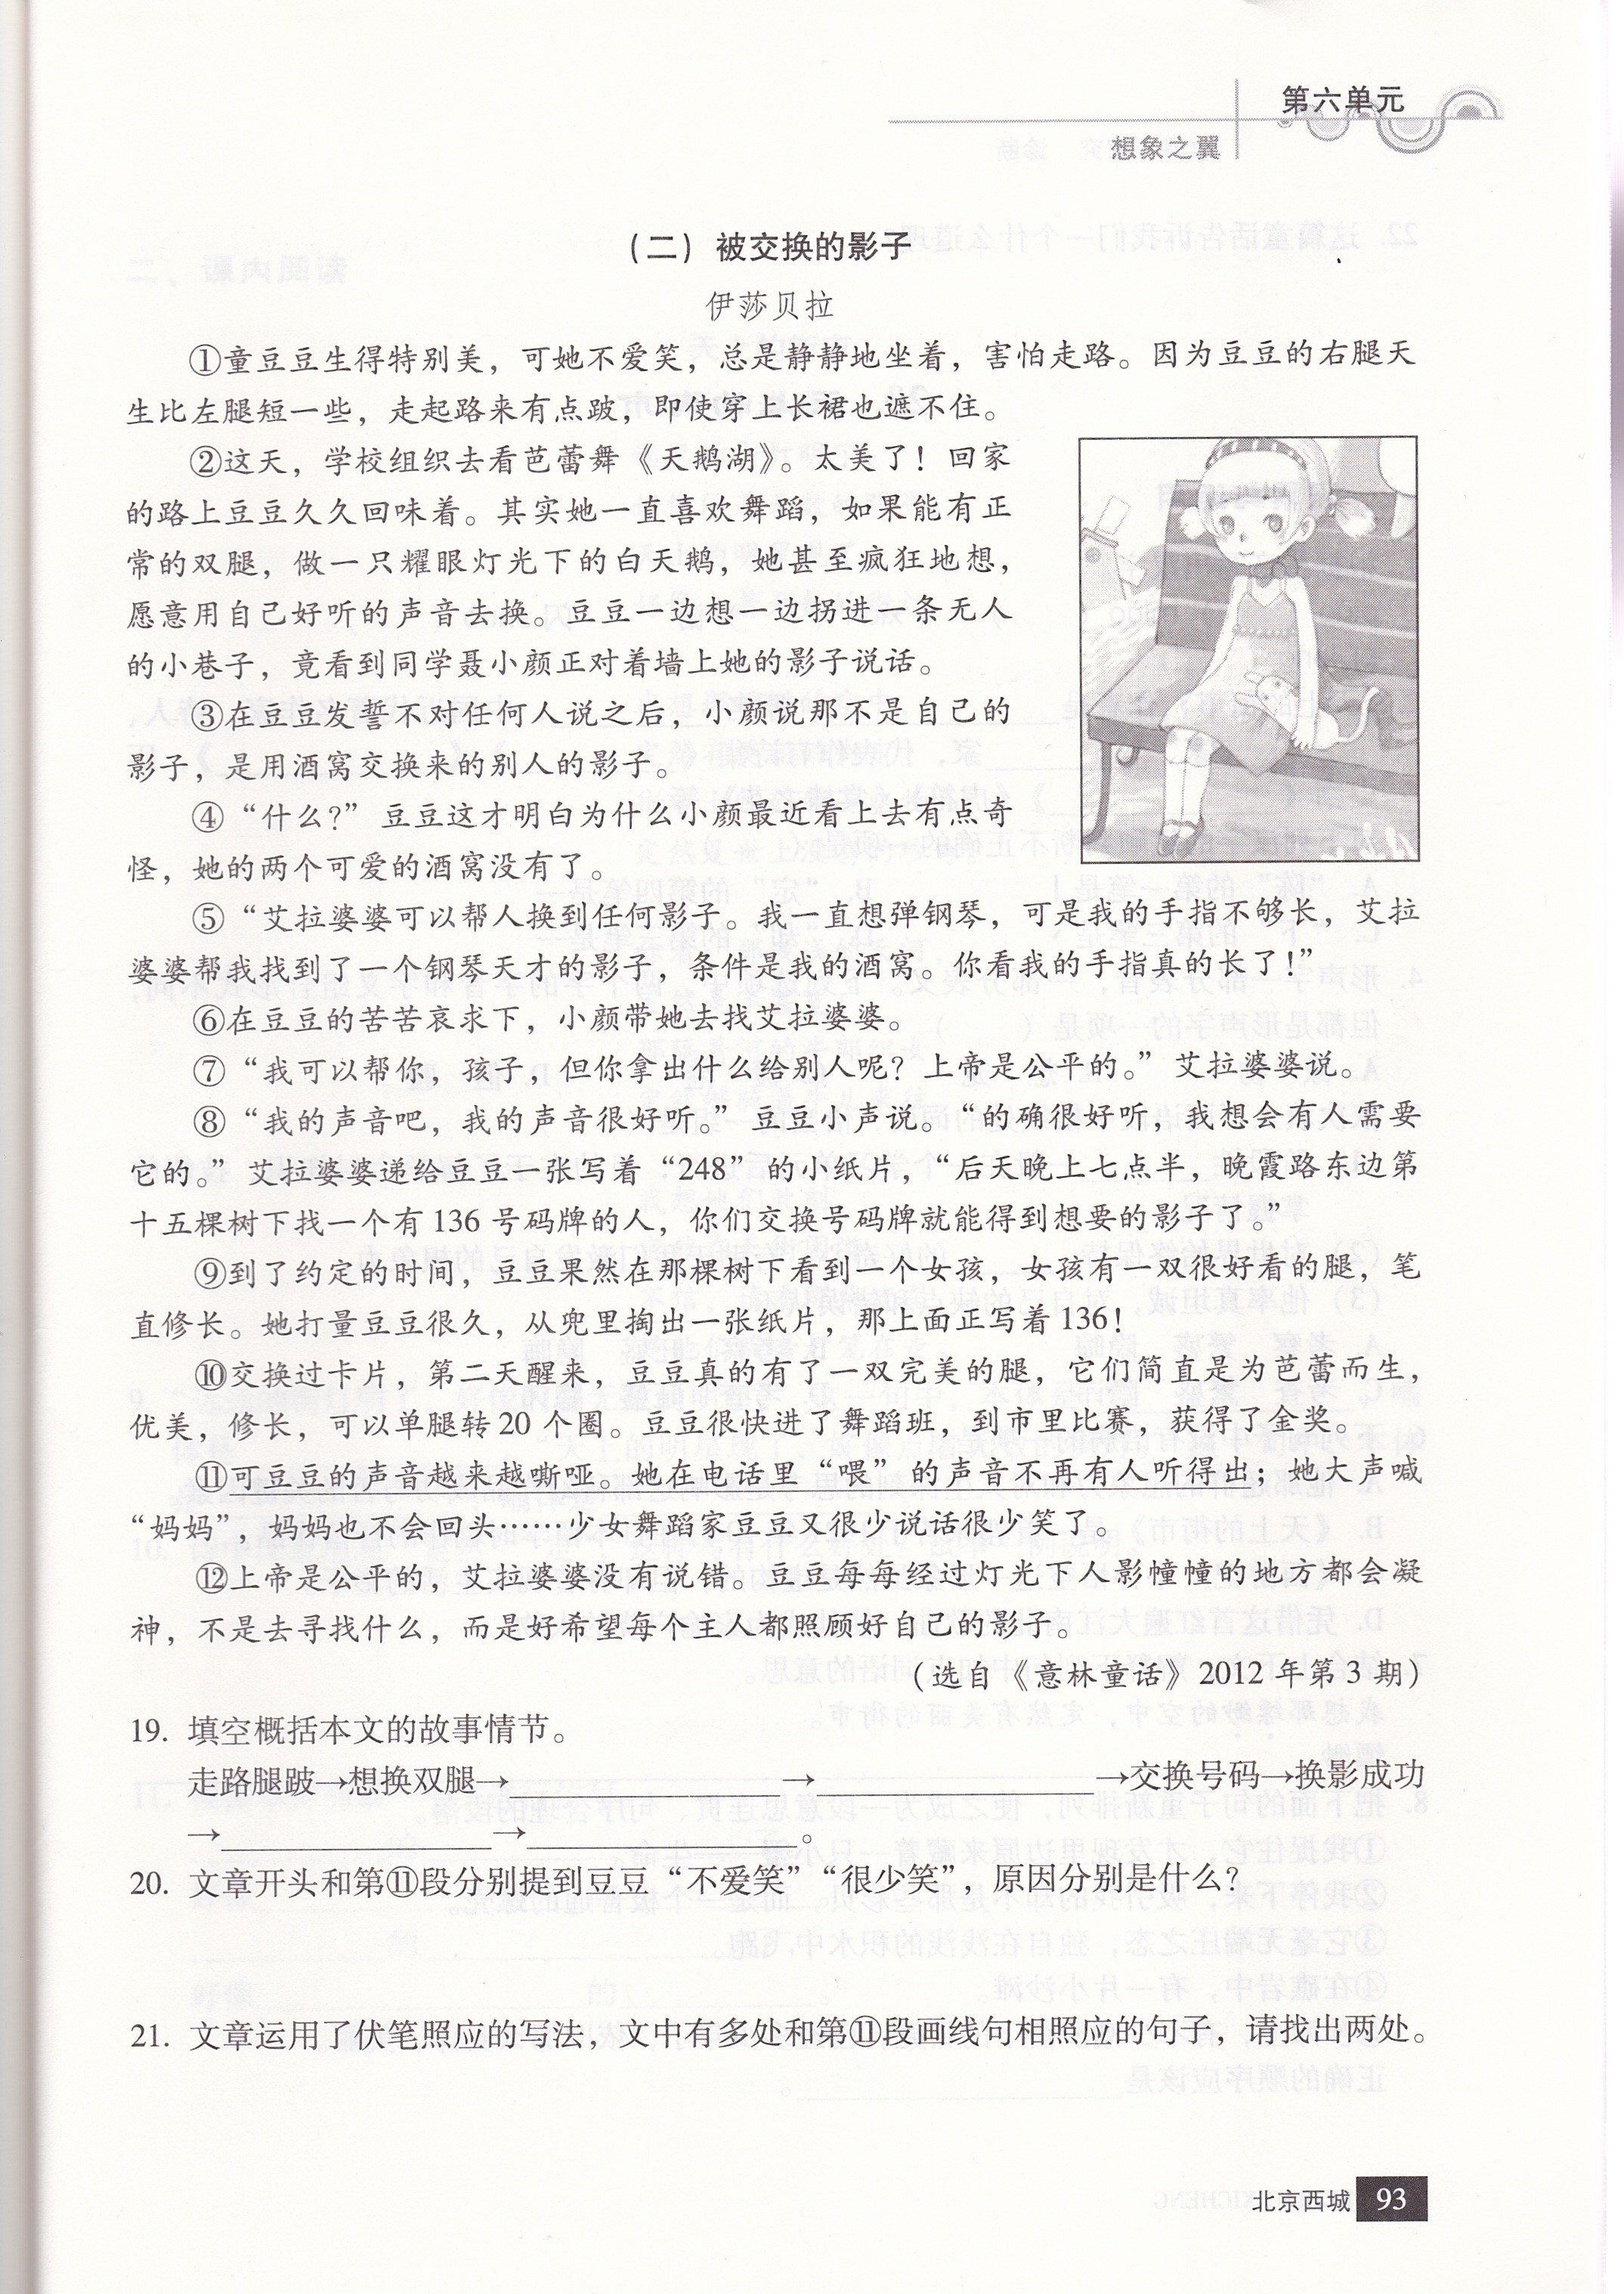 第六单元
想象之翼
（二）被交换的影子
伊莎贝拉
①童豆豆生得特别美，可她不爱笑，总是静静地坐着，害怕走路。因为豆豆的右腿天
生比左腿短一些，走起路来有点跛，即使穿上长裙也遮不住。
②这天，学校组织去看芭蕾舞《天鹅湖》。太美了！回家
的路上豆豆久久回味着。其实她一直喜欢舞蹈，如果能有正
常的双腿，做一只耀眼灯光下的白天鹅，她甚至疯狂地想，
愿意用自己好听的声音去换。豆豆一边想一边拐进一条无人
的小巷子，竟看到同学聂小颜正对着墙上她的影子说话。
③在豆豆发誓不对任何人说之后，小颜说那不是自己的
影子，是用酒窝交换来的别人的影子。
④“什么？”豆豆这才明白为什么小颜最近看上去有点奇
怪，她的两个可爱的酒窝没有了。
⑤“艾拉婆婆可以帮人换到任何影子。我一直想弹钢琴，可是我的手指不够长，艾拉
婆婆帮我找到了一个钢琴天才的影子，条件是我的酒窝。你看我的手指真的长了！”
⑥在豆豆的苦苦哀求下，小颜带她去找艾拉婆婆。
⑦“我可以帮你，孩子，但你拿出什么给别人呢？上帝是公平的。”艾拉婆婆说。
⑧“我的声音吧，我的声音很好听。”豆豆小声说。“的确很好听，我想会有人需要
它的。”艾拉婆婆递给豆豆一张写着“248”的小纸片，“后天晚上七点半，晚霞路东边第
十五棵树下找一个有 136 号码牌的人，你们交换号码牌就能得到想要的影子了。”
⑨到了约定的时间，豆豆果然在那棵树下看到一个女孩，女孩有一双很好看的腿，笔
直修长。她打量豆豆很久，从兜里掏出一张纸片，那上面正写着 136！
⑩交换过卡片，第二天醒来，豆豆真的有了一双完美的腿，它们简直是为芭蕾而生，
优美，修长，可以单腿转 20 个圈。豆豆很快进了舞蹈班，到市里比赛，获得了金奖。
⑪可豆豆的声音越来越嘶哑。她在电话里“喂”的声音不再有人听得出；她大声喊
“妈妈”，妈妈也不会回头……少女舞蹈家豆豆又很少说话很少笑了。
⑫上帝是公平的，艾拉婆婆没有说错。豆豆每每经过灯光下人影幢幢的地方都会凝
神，不是去寻找什么，而是好希望每个主人都照顾好自己的影子。
（选自《意林童话》2012 年第 3 期）
19. 填空概括本文的故事情节。
走路腿跛→想换双腿→________________→________________→交换号码→换影成功
→________________→________________。
20. 文章开头和第⑪段分别提到豆豆“不爱笑”“很少笑”，原因分别是什么？
21. 文章运用了伏笔照应的写法，文中有多处和第⑪段画线句相照应的句子，请找出两处。
北京西城 93